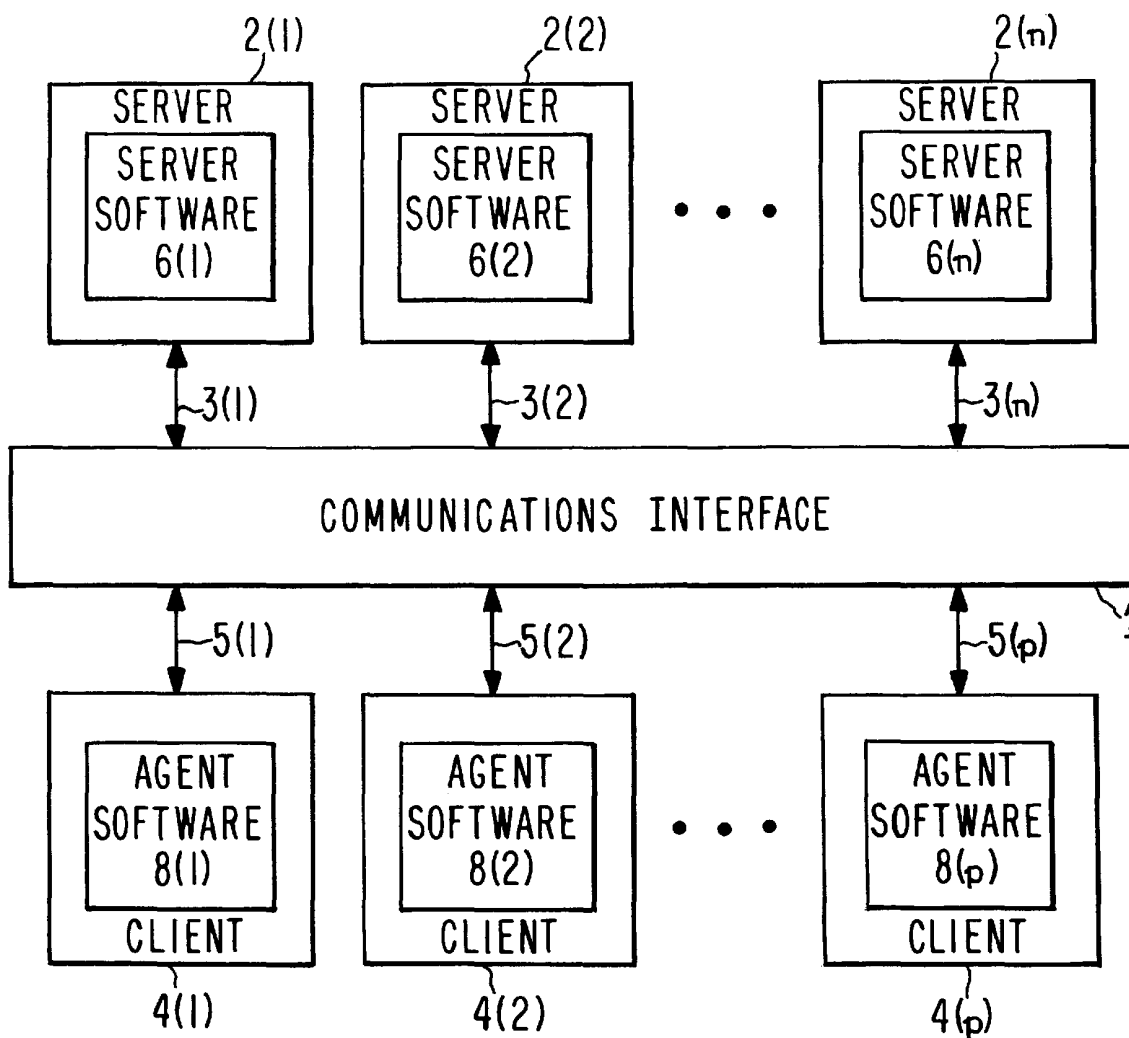 2(1) 2(2) 2(n)
SERVER SERVER SERVER
SERVER SERVER SERVER
SOFTWARE SOFTWARE SOFTWARE
6(1) 6(2) 6(n)
3(1) 3(2) 3(n)
COMMUNICATIONS INTERFACE
5(1) 5(2) 5(p)
AGENT AGENT AGENT
SOFTWARE SOFTWARE SOFTWARE
8(1) 8(2) 8(p)
CLIENT CLIENT CLIENT
4(1) 4(2) 4(p)